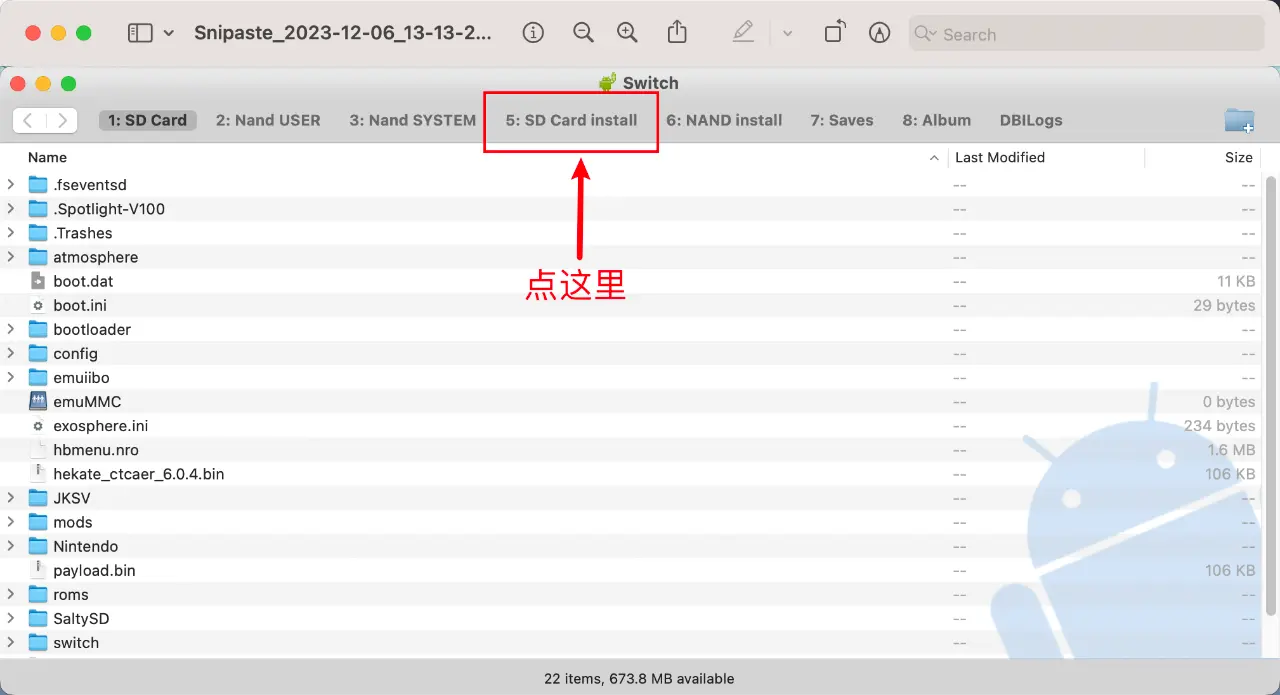 Snipaste_2023-12-06_13-13-2...
Search
Switch
1: SD Card 2: Nand USER 3: Nand SYSTEM 5: SD Card install 6: NAND install 7: Saves 8: Album DBILogs
Name Last Modified Size
.fseventsd -- --
.Spotlight-V100 -- --
.Trashes -- --
atmosphere -- --
boot.dat -- 11 KB
点这里
boot.ini -- 29 bytes
bootloader -- --
config -- --
emuiibo -- --
emuMMC -- 0 bytes
exosphere.ini -- 234 bytes
hbmenu.nro -- 1.6 MB
hekate_ctcaer_6.0.4.bin -- 106 KB
JKSV -- --
mods -- --
Nintendo -- --
payload.bin -- 106 KB
roms -- --
SaltySD -- --
switch -- --
22 items, 673.8 MB available